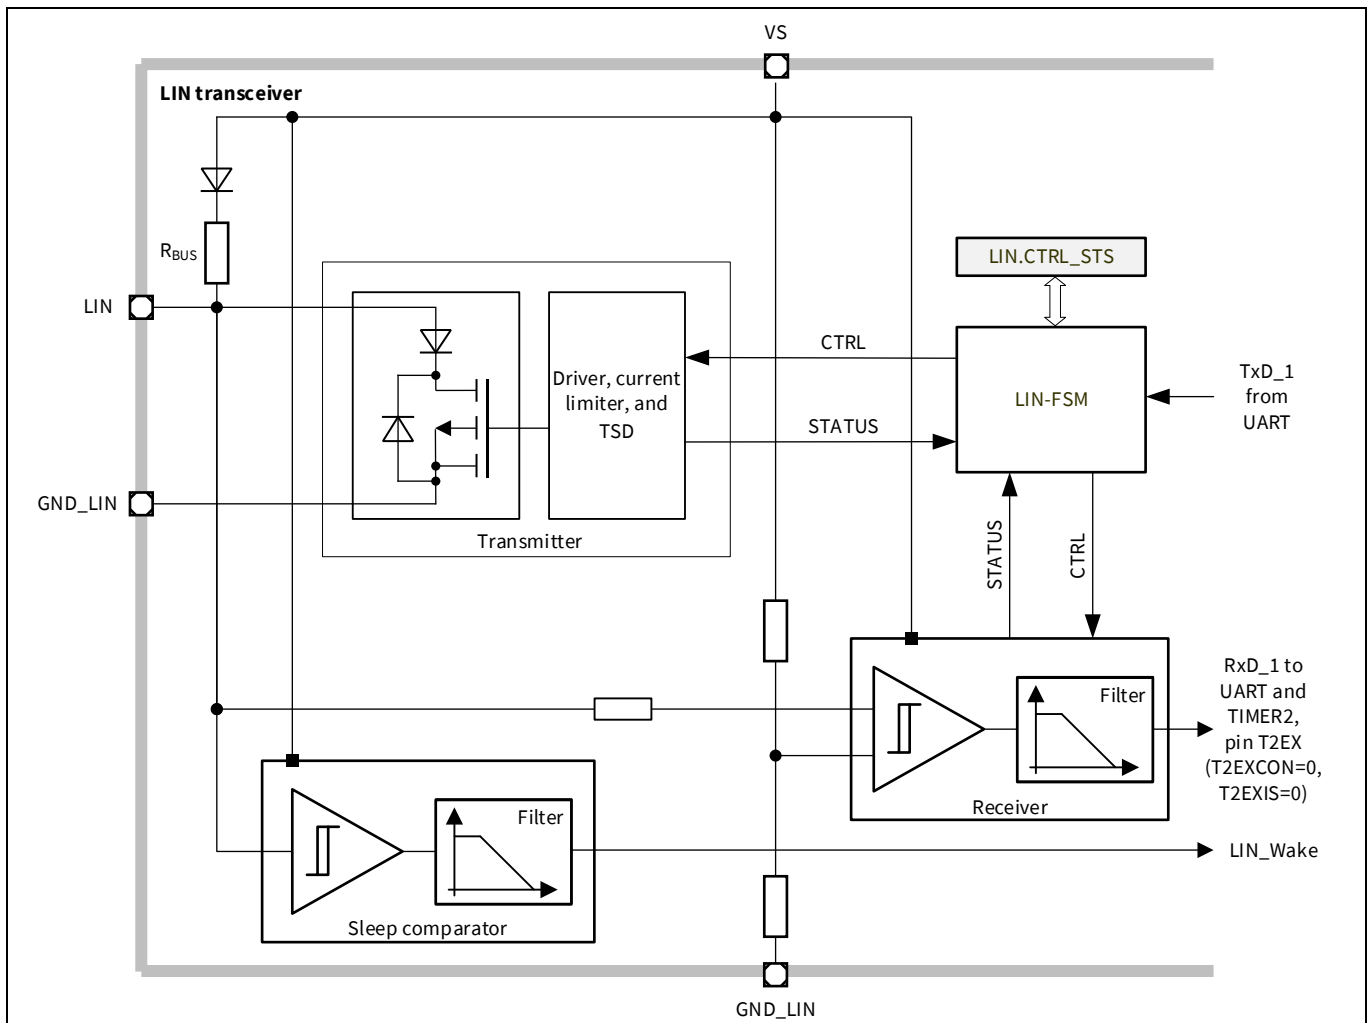 VS
LIN transceiver
RBUS
LIN.CTRL_STS
LIN
CTRL
Driver, current
limiter, and
TSD
LIN-FSM
TxD_1
from
UART
STATUS
GND_LIN
Transmitter
STATUS
CTRL
Filter
RxD_1 to
UART and
TIMER2,
pin T2EX
(T2EXCON=0,
T2EXIS=0)
Receiver
Filter
LIN_Wake
Sleep comparator
GND_LIN